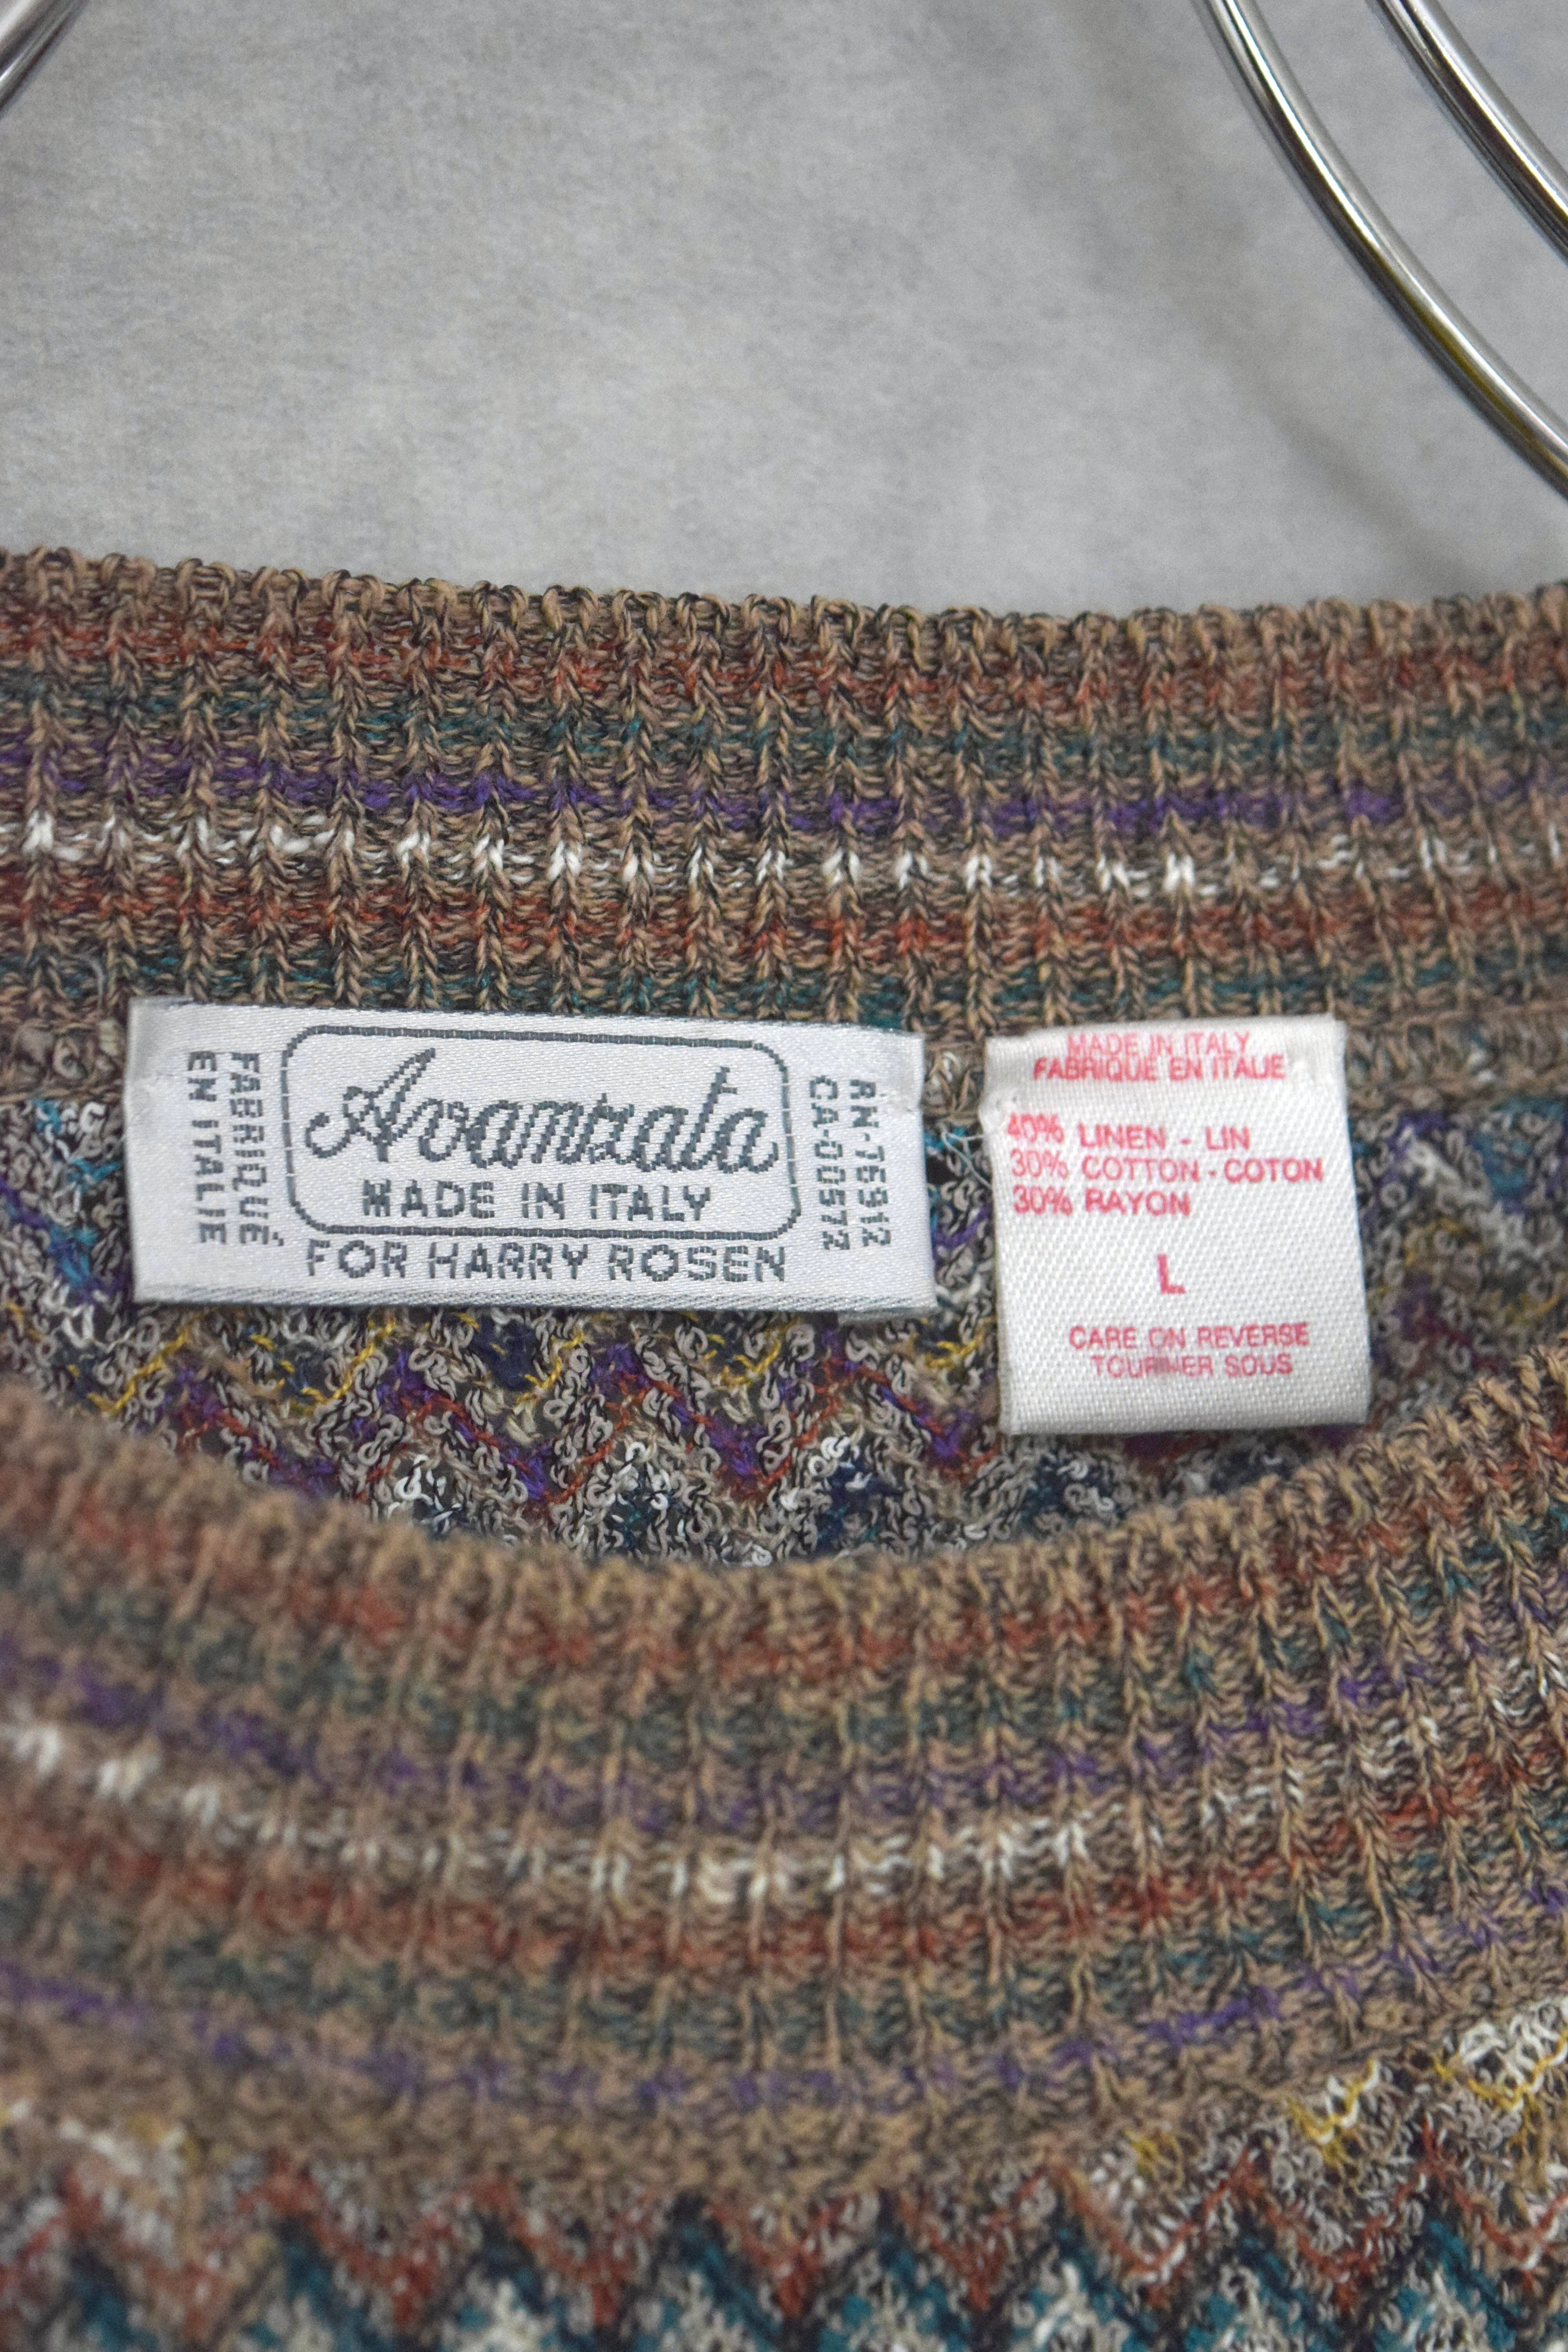 FABRIQUÉ
EN ITALIE
Avanzata
MADE IN ITALY
FOR HARRY ROSEN
RN-76912
CA-00572
MADE IN ITALY
FABRIQUE EN ITALIE
40% LINEN - LIN
30% COTTON - COTON
30% RAYON
L
CARE ON REVERSE
TOURNER SOUS